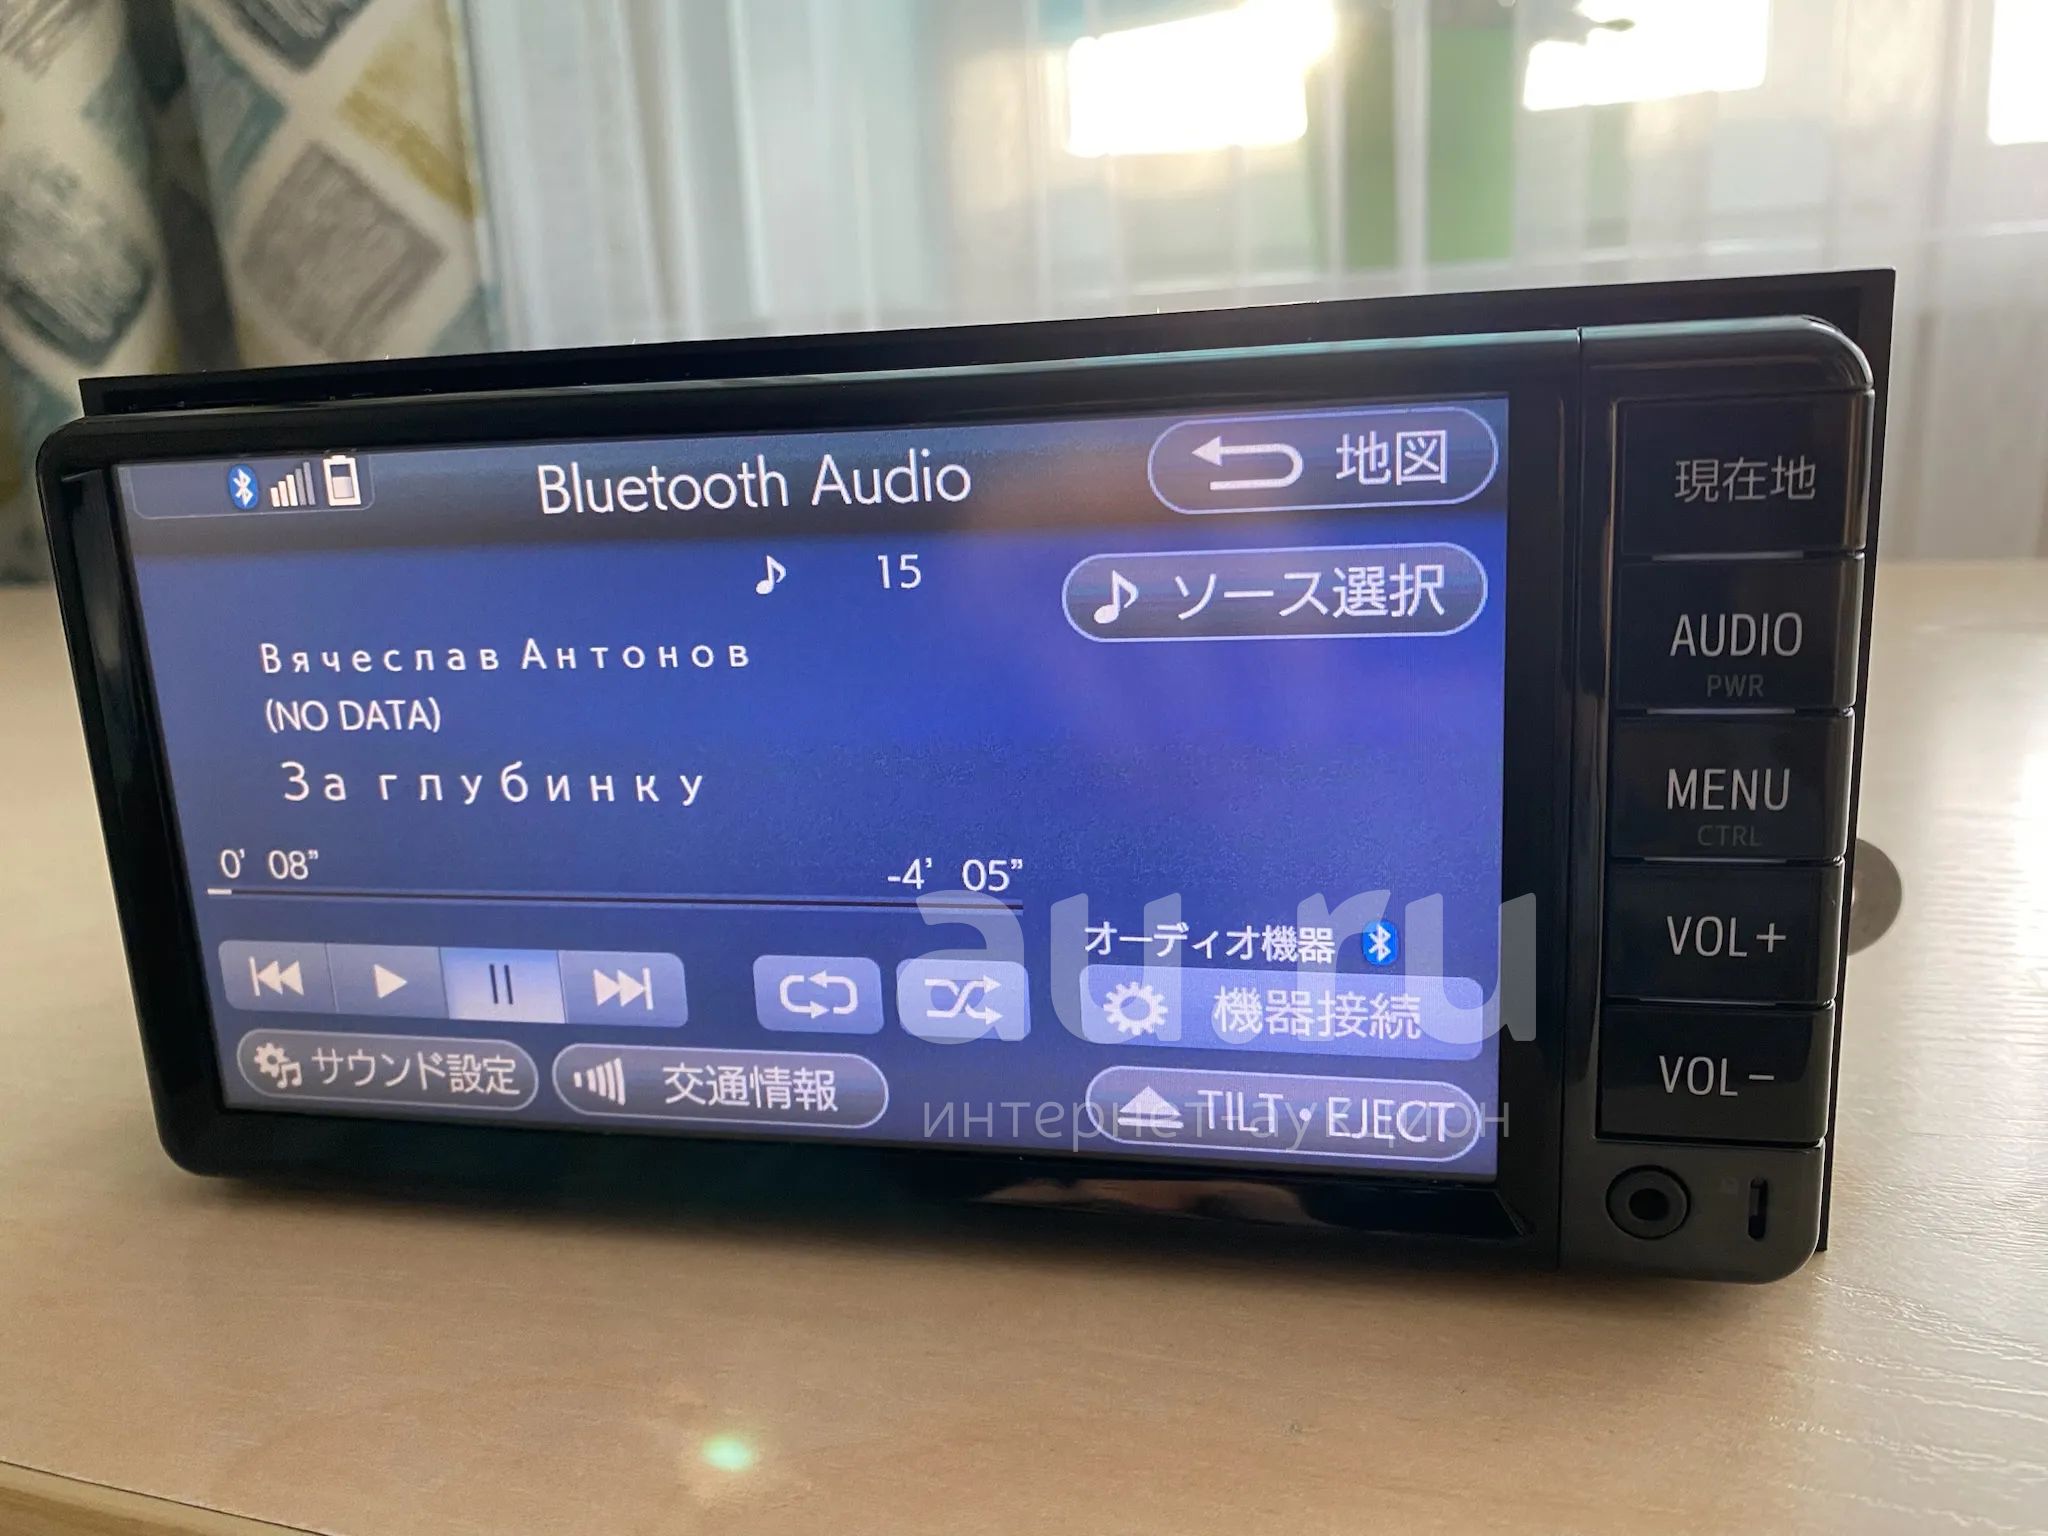 Bluetooth Audio
地図
現在地
15
ソース選択
AUDIO
PWR
Вячеслав Антонов
(NO DATA)
За глубинку
MENU
CTRL
0' 08"
-4' 05"
au.ru
オーディオ機器
VOL+
機器接続
サウンド設定
交通情報
TILT・EJECT
интернет-аукцион
VOL-